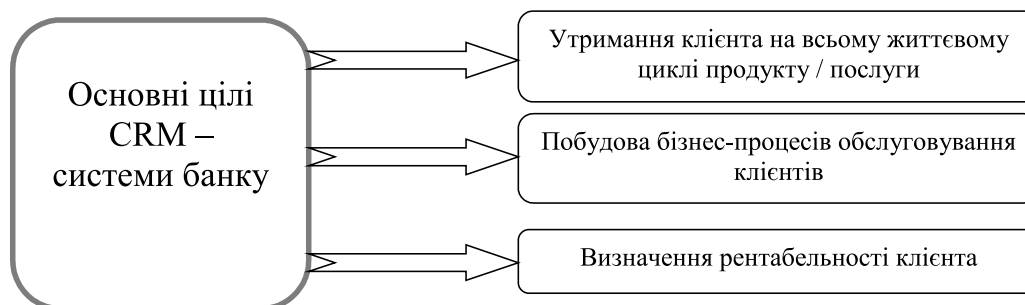 Основні цілі
CRM –
системи банку
Утримання клієнта на всьому життєвому
циклі продукту / послуги
Побудова бізнес-процесів обслуговування
клієнтів
Визначення рентабельності клієнта